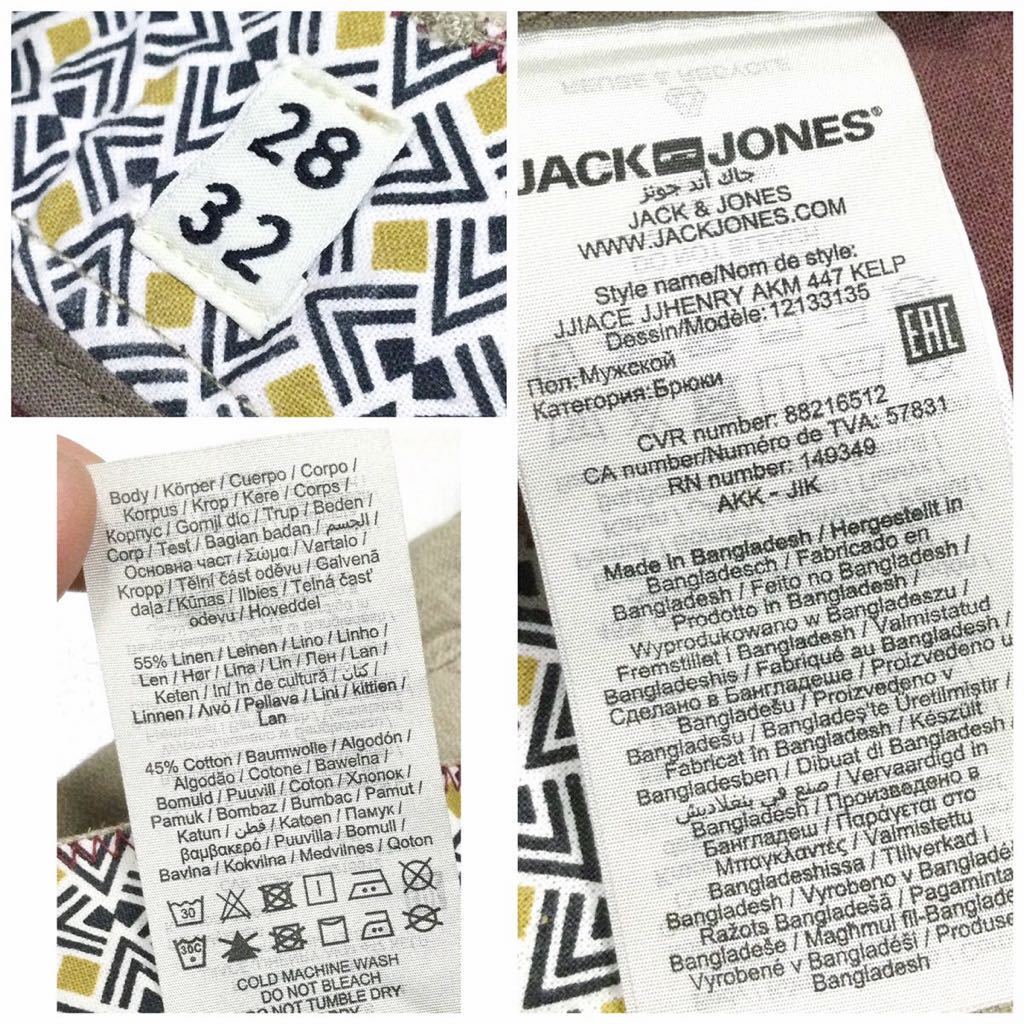 28
32
Body / Körper / Cuerpo / Corpo /
Korpus / Krop / Kere / Corps /
Корпус / Gornji dio / Trup / Beden /
Corp / Test / Bagian badan / الجسم /
Основна част / Σώμα / Vartalo /
Kropp / Tělní část oděvu / Galvenā
daļa / Kūnas / Ilbies / Telná časť
odevu / Hoveddel
55% Linen / Leinen / Lino / Linho /
Len / Hør / Lina / Lin / Лен / Lan /
Keten / In/ in de cultură / كتان /
Linnen / Λινό / Pellava / Lini / kittien /
Lan
45% Cotton / Baumwolle / Algodón /
Algodão / Cotone / Bawełna /
Bomuld / Puuvill / Coton / Хлопок /
Pamuk / Bombaz / Bumbac / Pamut /
Katun / قطن / Katoen / Памук /
βαμβακερό / Puuvilla / Bomull /
Bavlna / Kokvilna / Medvilnes / Qoton
30
30C
COLD MACHINE WASH
DO NOT BLEACH
DO NOT TUMBLE DRY
REUSE & RECYCLE
JACK JONES®
جاك اند جونز
JACK & JONES
WWW.JACKJONES.COM
Style name/Nom de style:
JJIACE JJHENRY AKM 447 KELP
Dessin/Modèle: 12133135
EAC
Пол: Мужской
Категория: Брюки
CVR number: 88216512
CA number/Numéro de TVA: 57831
RN number: 149349
AKK - JIK
Made in Bangladesh / Hergestellt in
Bangladesch / Fabricado en
Bangladesh / Feito no Bangladesh /
Prodotto in Bangladesh /
Wyprodukowano w Bangladeszu /
Fremstillet i Bangladesh / Valmistatud
Bangladeshis / Fabriqué au Bangladesh /
Сделано в Бангладеше / Proizvedeno u
Bangladešu / Proizvedeno v
Bangladešu / Bangladeş'te Üretilmiştir /
Fabricat în Bangladesh / Készült
Bangladesben / Dibuat di Bangladesh /
صنع في بنغلاديش / Vervaardigd in
Bangladesh / Произведено в
Бангладеш / Παράγεται στο
Μπαγκλαντές / Valmistettu
Bangladeshissa / Tillverkad i
Bangladesh / Vyrobeno v Bangladéši
Ražots Bangladešā / Pagaminta
Bangladeše / Magħmul fil-Bangladesh
Vyrobené v Bangladéši / Produsert
Bangladesh